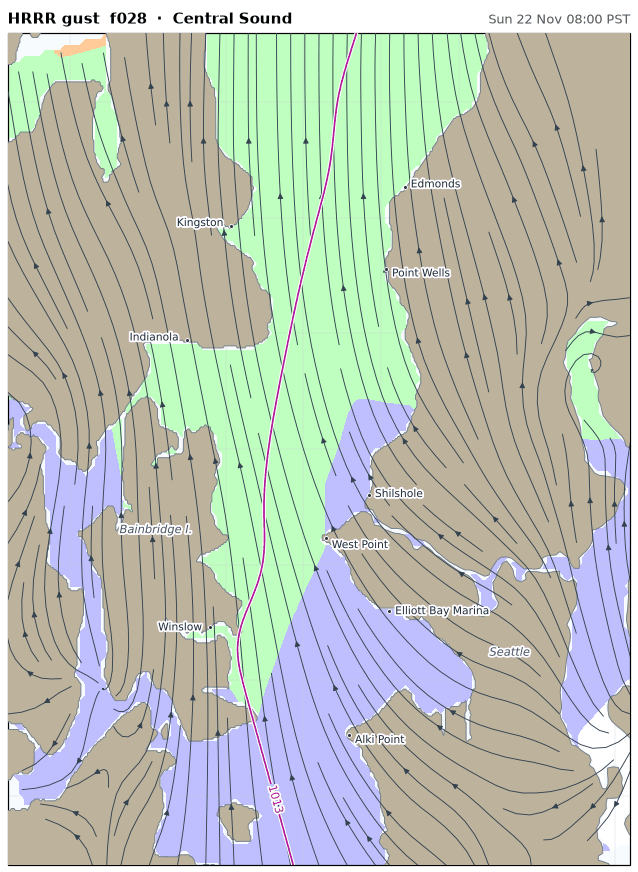 HRRR gust f028 · Central Sound
Sun 22 Nov 08:00 PST
Edmonds
Kingston
Point Wells
Indianola
Shilshole
Bainbridge I.
West Point
Elliott Bay Marina
Winslow
Seattle
Alki Point
1013